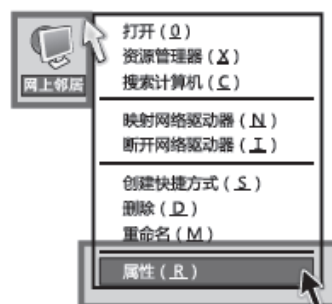 网上邻居
打开(0)
资源管理器(X)
搜索计算机(C)
映射网络驱动器(N)
断开网络驱动器(I)
创建快捷方式(S)
删除(D)
重命名(M)
属性(R)